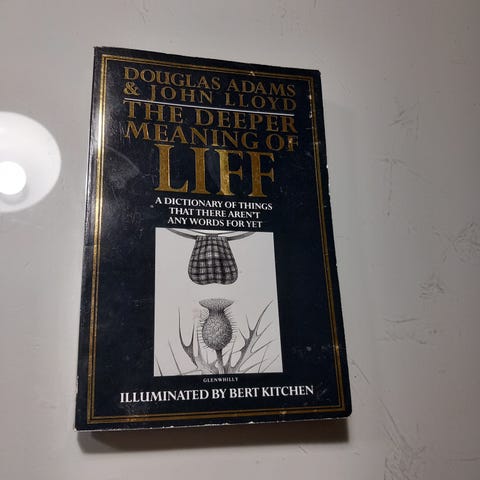 DOUGLAS ADAMS
& JOHN LLOYD
THE DEEPER
MEANING OF
LIFF
A DICTIONARY OF THINGS
THAT THERE AREN'T
ANY WORDS FOR YET
GLENWHILLY
ILLUMINATED BY BERT KITCHEN